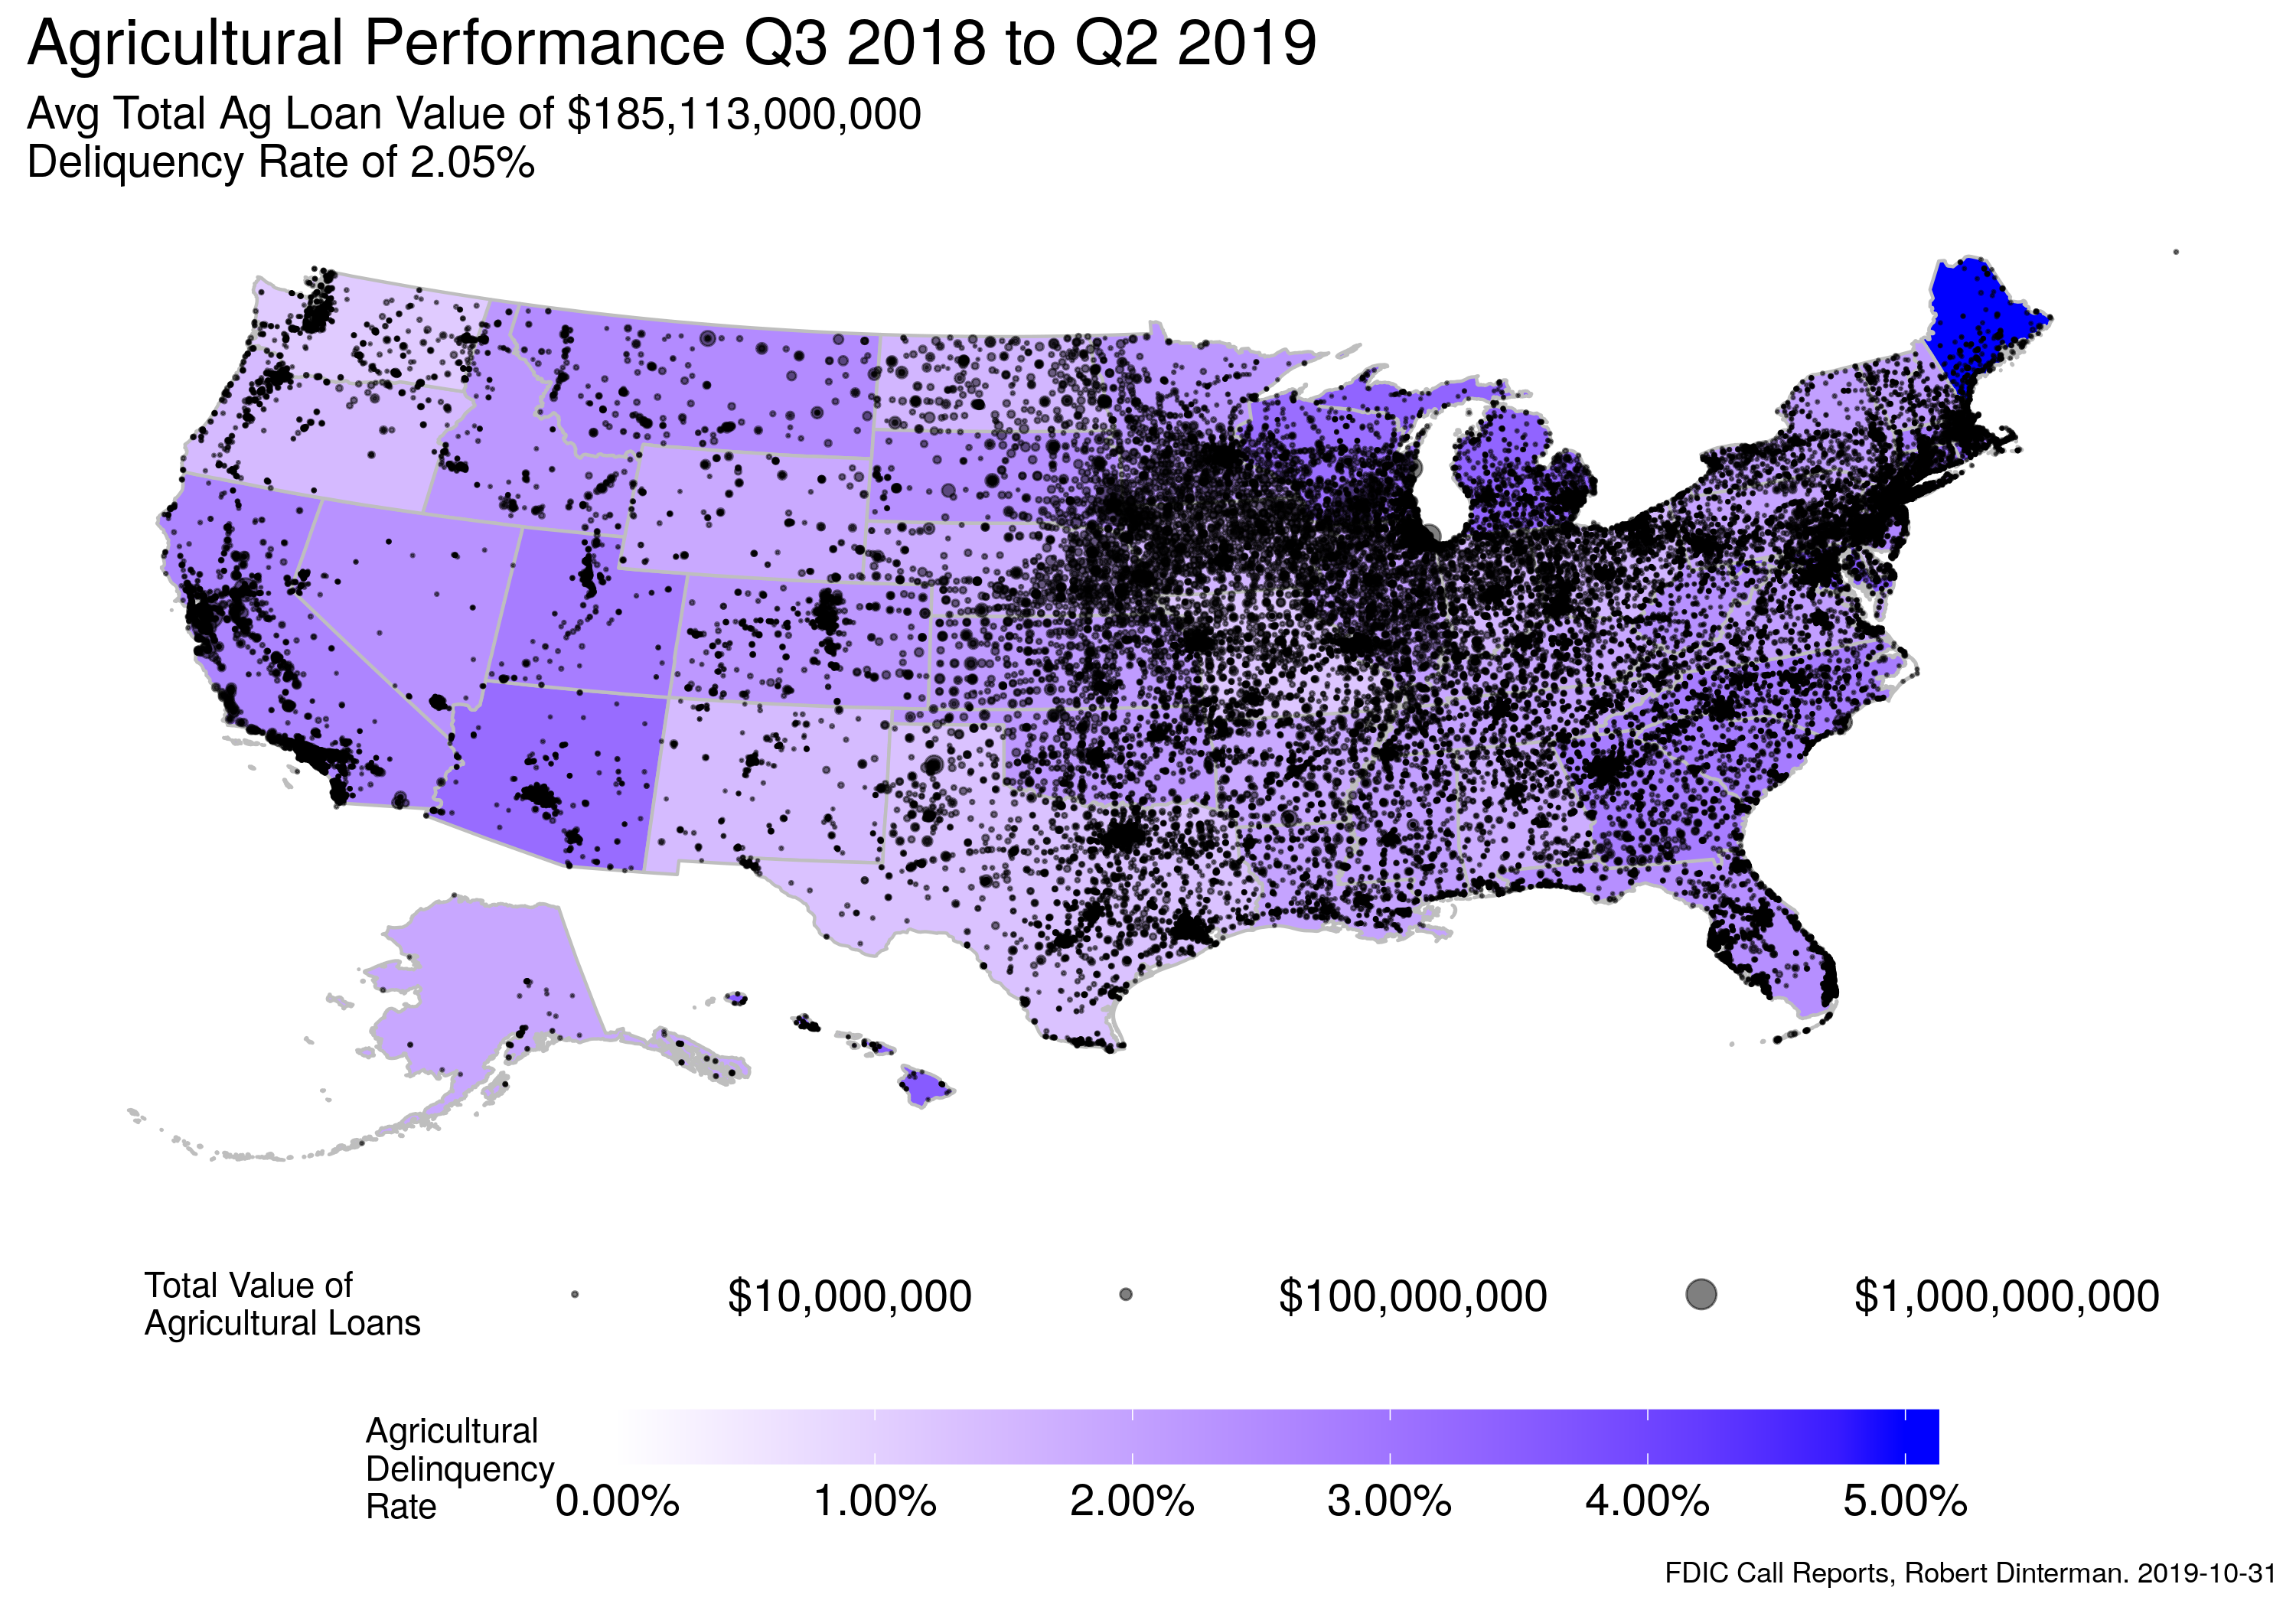 Agricultural Performance Q3 2018 to Q2 2019
Avg Total Ag Loan Value of $185,113,000,000
Deliquency Rate of 2.05%
Total Value of
Agricultural Loans
$10,000,000
$100,000,000
$1,000,000,000
Agricultural
Delinquency
Rate
0.00%
1.00%
2.00%
3.00%
4.00%
5.00%
FDIC Call Reports, Robert Dinterman. 2019-10-31